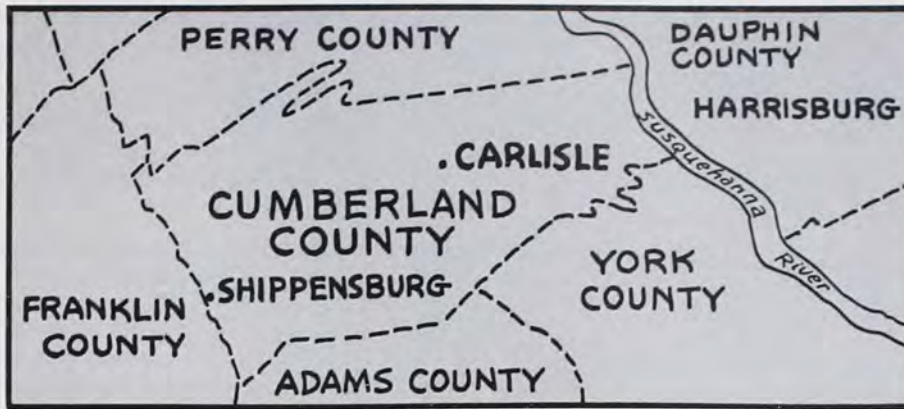 PERRY COUNTY
DAUPHIN
COUNTY
HARRISBURG
Susquehanna
River
.CARLISLE
CUMBERLAND
COUNTY
YORK
COUNTY
SHIPPENSBURG
FRANKLIN
COUNTY
ADAMS COUNTY